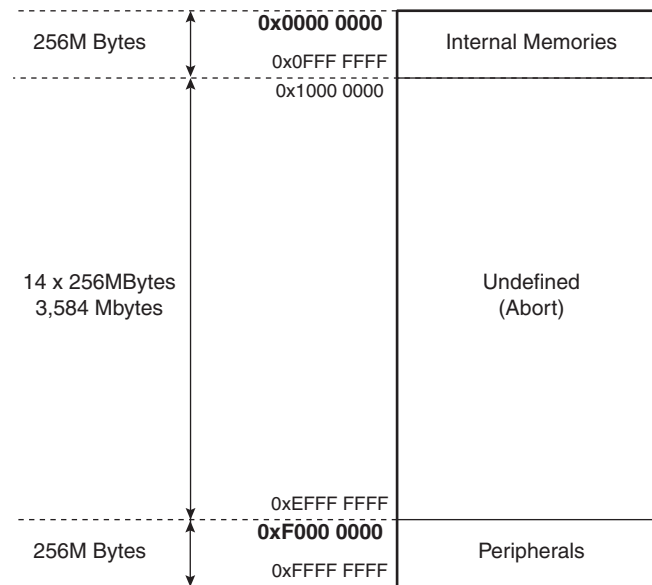 256M Bytes
0x0000 0000
0x0FFF FFFF
Internal Memories
0x1000 0000
14 x 256MBytes
3,584 Mbytes
Undefined
(Abort)
0xEFFF FFFF
256M Bytes
0xF000 0000
0xFFFF FFFF
Peripherals